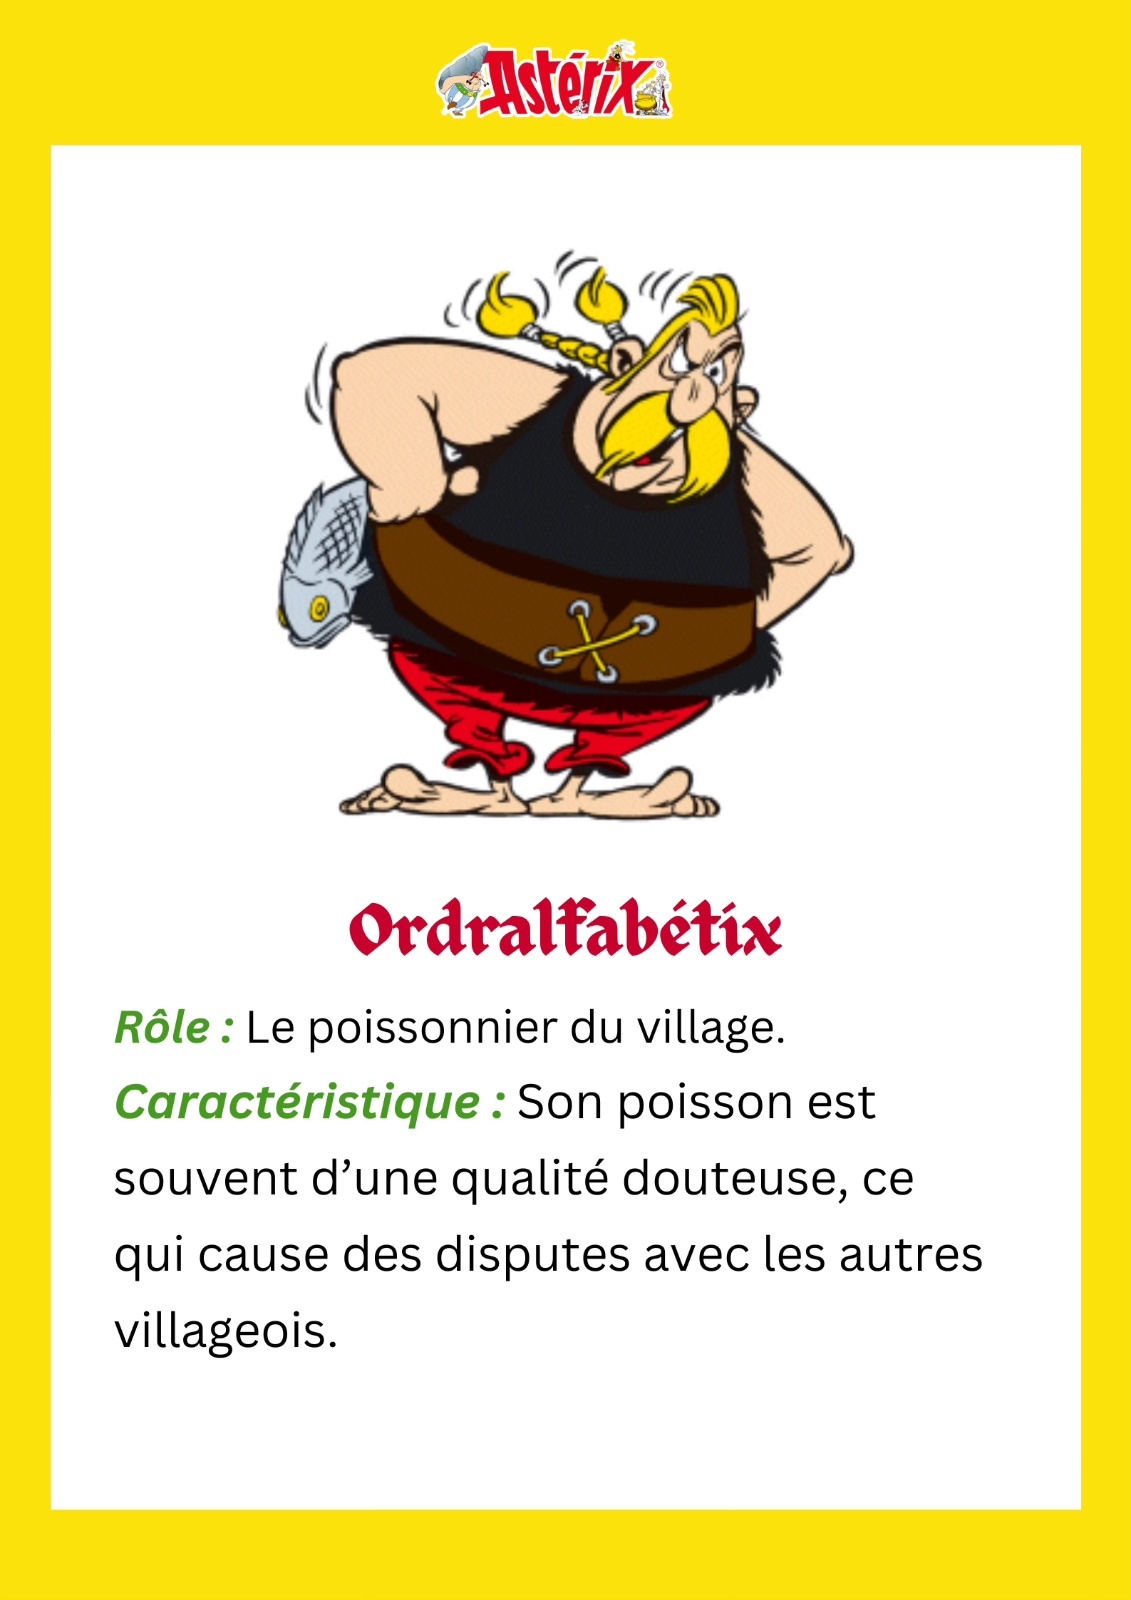 Astérix
®
Ordralfabétix
Rôle : Le poissonnier du village.
Caractéristique : Son poisson est
souvent d’une qualité douteuse, ce
qui cause des disputes avec les autres
villageois.